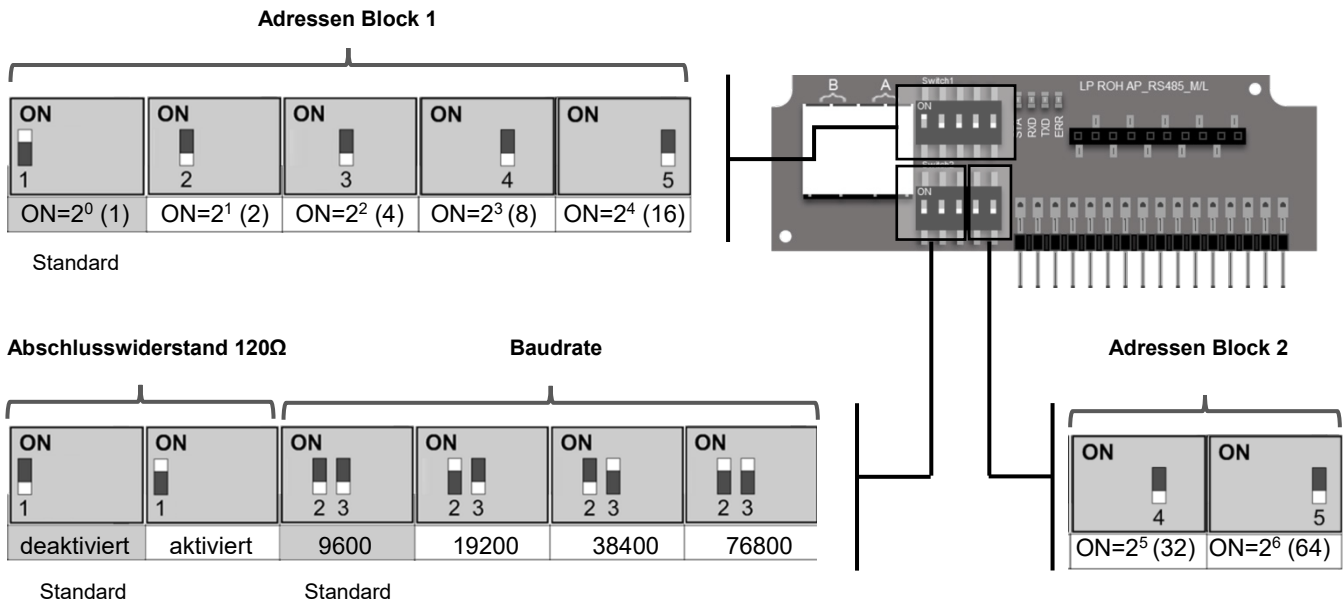 Adressen Block 1
ON ON ON ON ON
1 2 3 4 5
ON=2⁰ (1) ON=2¹ (2) ON=2² (4) ON=2³ (8) ON=2⁴ (16)
Standard
B A Switch1 LP ROH AP_RS485_M/L
ON
STA RXD TXD ERR
Switch2
ON
Abschlusswiderstand 120Ω Baudrate Adressen Block 2
ON ON ON ON ON ON
1 1 2 3 2 3 2 3 2 3
deaktiviert aktiviert 9600 19200 38400 76800
Standard Standard
ON ON
4 5
ON=2⁵ (32) ON=2⁶ (64)